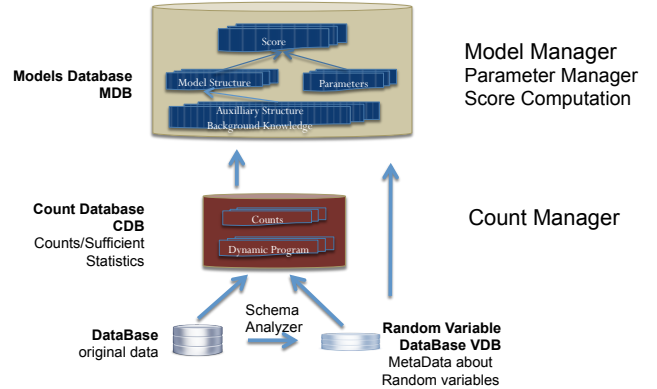 Score
Model Structure
Parameters
Auxilliary Structure
Background Knowledge
Models Database
MDB
Model Manager
Parameter Manager
Score Computation
Count Database
CDB
Counts/Sufficient
Statistics
Counts
Dynamic Program
Count Manager
DataBase
original data
Schema
Analyzer
Random Variable
DataBase VDB
MetaData about
Random variables